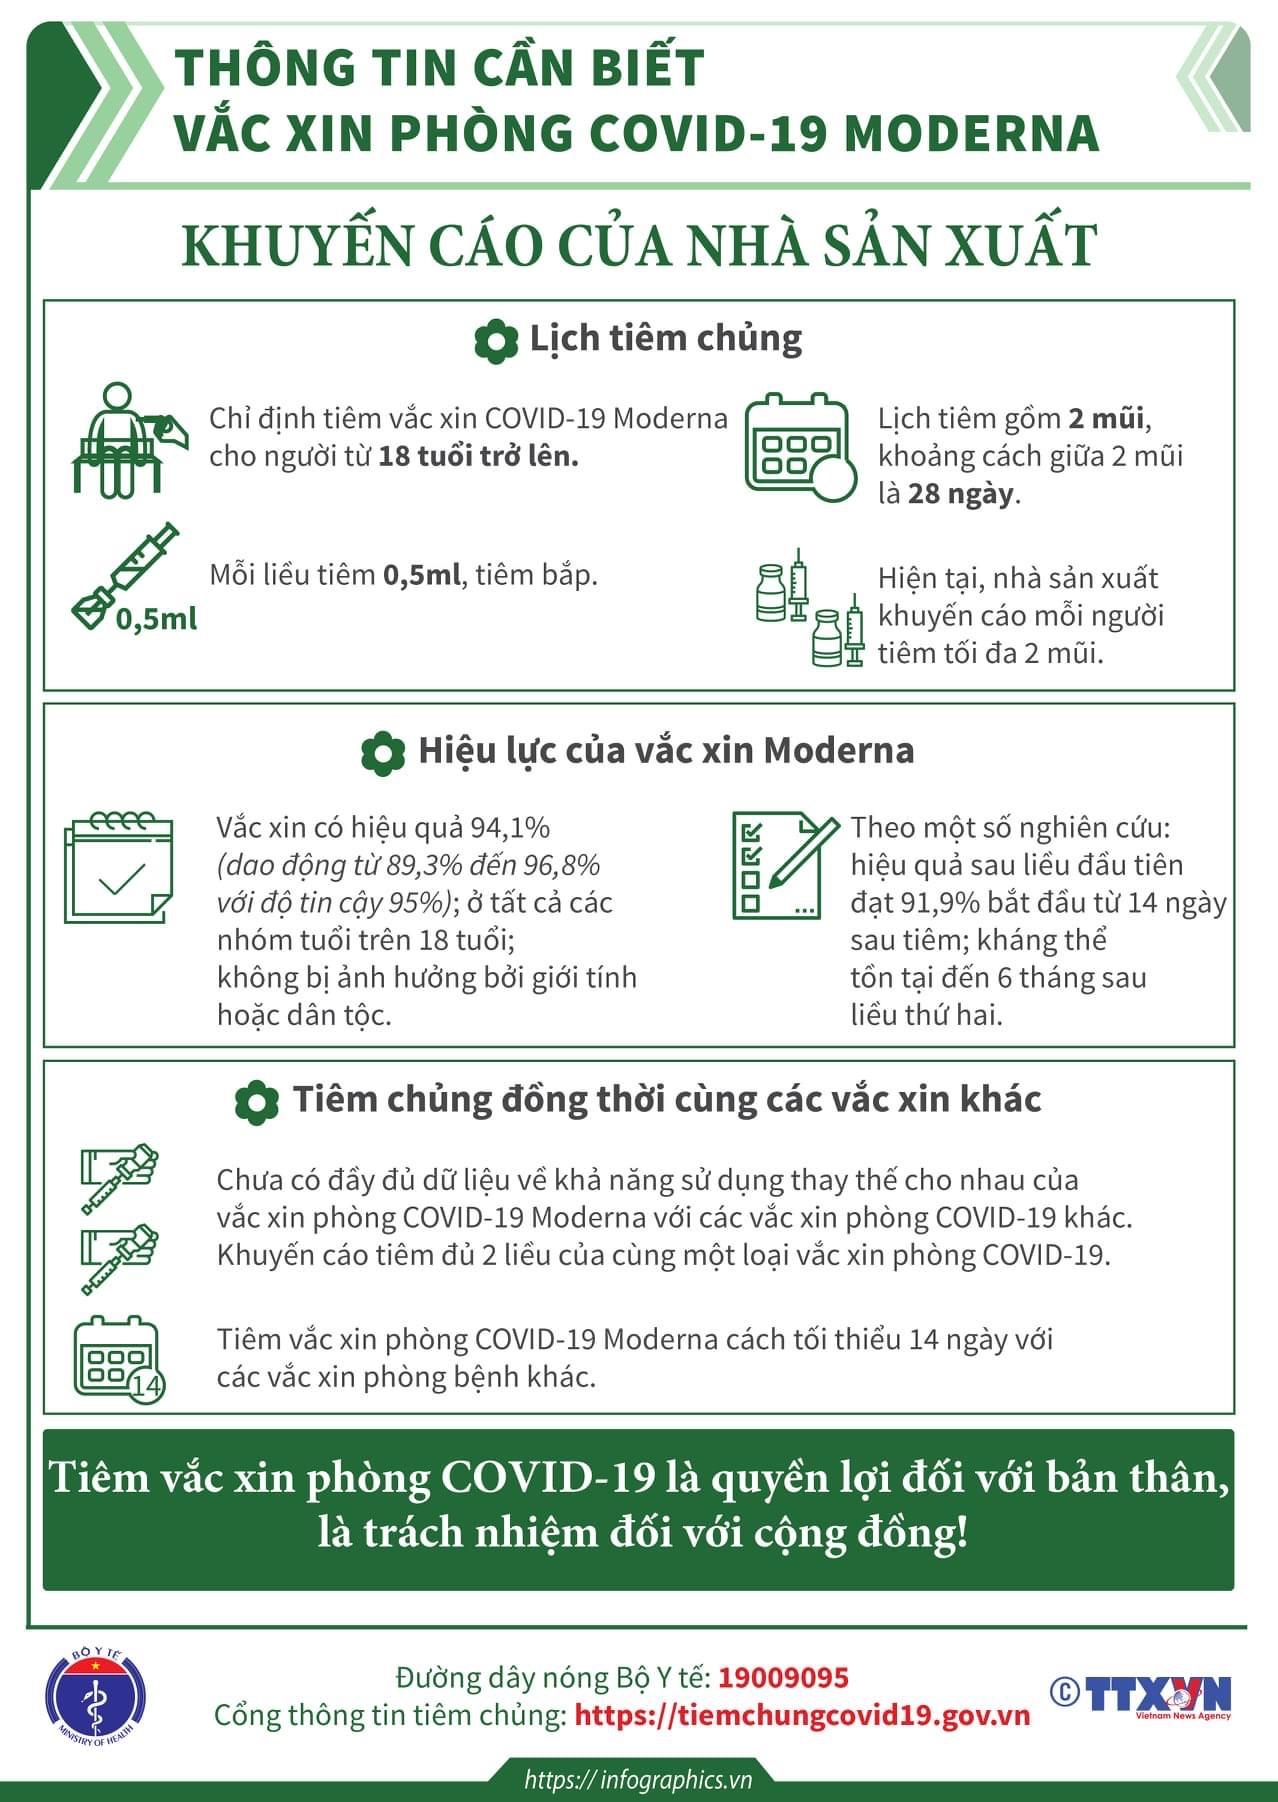 THÔNG TIN CẦN BIẾT
VẮC XIN PHÒNG COVID-19 MODERNA
KHUYẾN CÁO CỦA NHÀ SẢN XUẤT
Lịch tiêm chủng
Chỉ định tiêm vắc xin COVID-19 Moderna
cho người từ 18 tuổi trở lên.
Lịch tiêm gồm 2 mũi,
khoảng cách giữa 2 mũi
là 28 ngày.
0,5ml
Mỗi liều tiêm 0,5ml, tiêm bắp.
Hiện tại, nhà sản xuất
khuyến cáo mỗi người
tiêm tối đa 2 mũi.
Hiệu lực của vắc xin Moderna
Vắc xin có hiệu quả 94,1%
(dao động từ 89,3% đến 96,8%
với độ tin cậy 95%); ở tất cả các
nhóm tuổi trên 18 tuổi;
không bị ảnh hưởng bởi giới tính
hoặc dân tộc.
Theo một số nghiên cứu:
hiệu quả sau liều đầu tiên
đạt 91,9% bắt đầu từ 14 ngày
sau tiêm; kháng thể
tồn tại đến 6 tháng sau
liều thứ hai.
Tiêm chủng đồng thời cùng các vắc xin khác
Chưa có đầy đủ dữ liệu về khả năng sử dụng thay thế cho nhau của
vắc xin phòng COVID-19 Moderna với các vắc xin phòng COVID-19 khác.
Khuyến cáo tiêm đủ 2 liều của cùng một loại vắc xin phòng COVID-19.
14
Tiêm vắc xin phòng COVID-19 Moderna cách tối thiểu 14 ngày với
các vắc xin phòng bệnh khác.
Tiêm vắc xin phòng COVID-19 là quyền lợi đối với bản thân,
là trách nhiệm đối với cộng đồng!
BỘ Y TẾ
MINISTRY OF HEALTH
Đường dây nóng Bộ Y tế: 19009095
Cổng thông tin tiêm chủng: https://tiemchungcovid19.gov.vn
© TTXVN
Vietnam News Agency
https:// infographics.vn